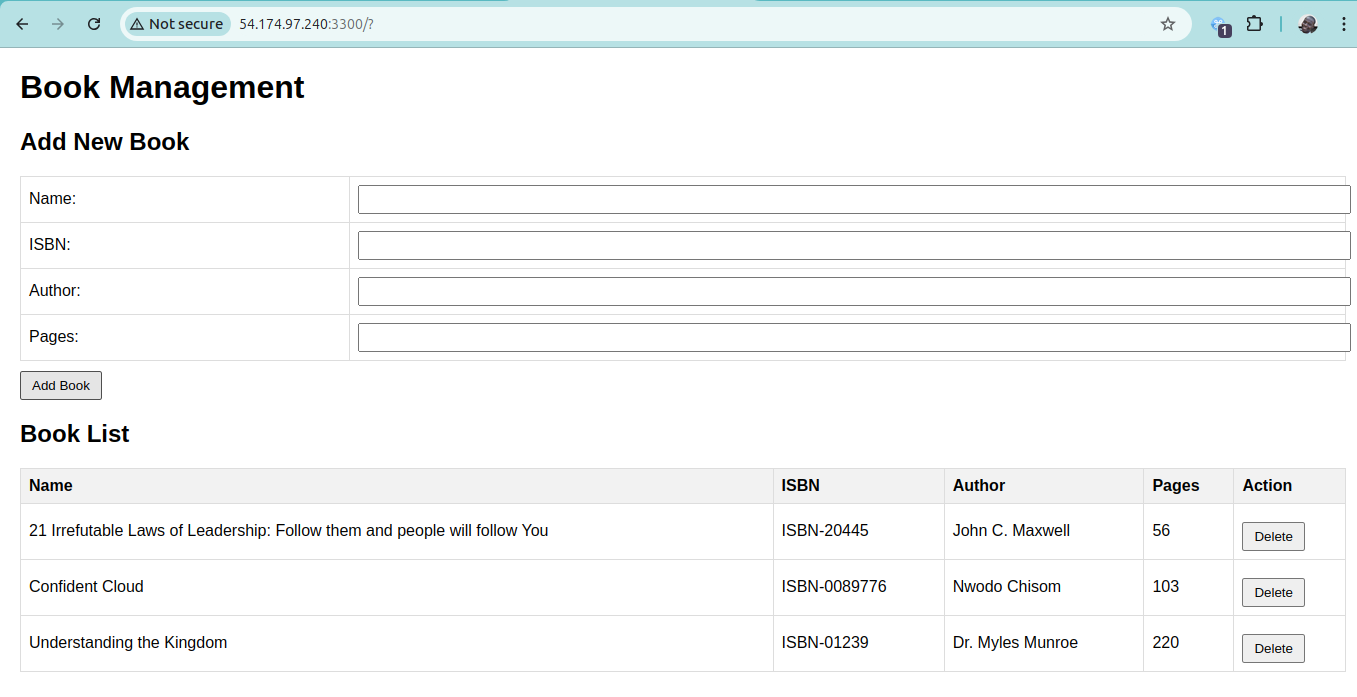 Not secure 54.174.97.240:3300/? 1
Book Management
Add New Book
Name:
ISBN:
Author:
Pages:
Add Book
Book List
Name ISBN Author Pages Action
21 Irrefutable Laws of Leadership: Follow them and people will follow You ISBN-20445 John C. Maxwell 56 Delete
Confident Cloud ISBN-0089776 Nwodo Chisom 103 Delete
Understanding the Kingdom ISBN-01239 Dr. Myles Munroe 220 Delete